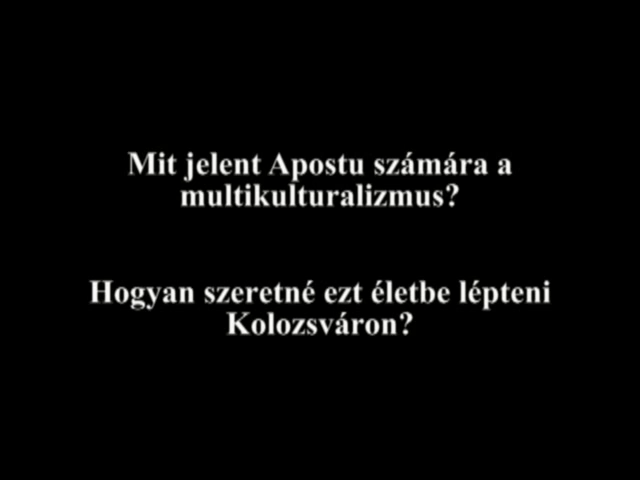 Mit jelent Apostu számára a
multikulturalizmus?
Hogyan szeretné ezt életbe lépteni
Kolozsváron?